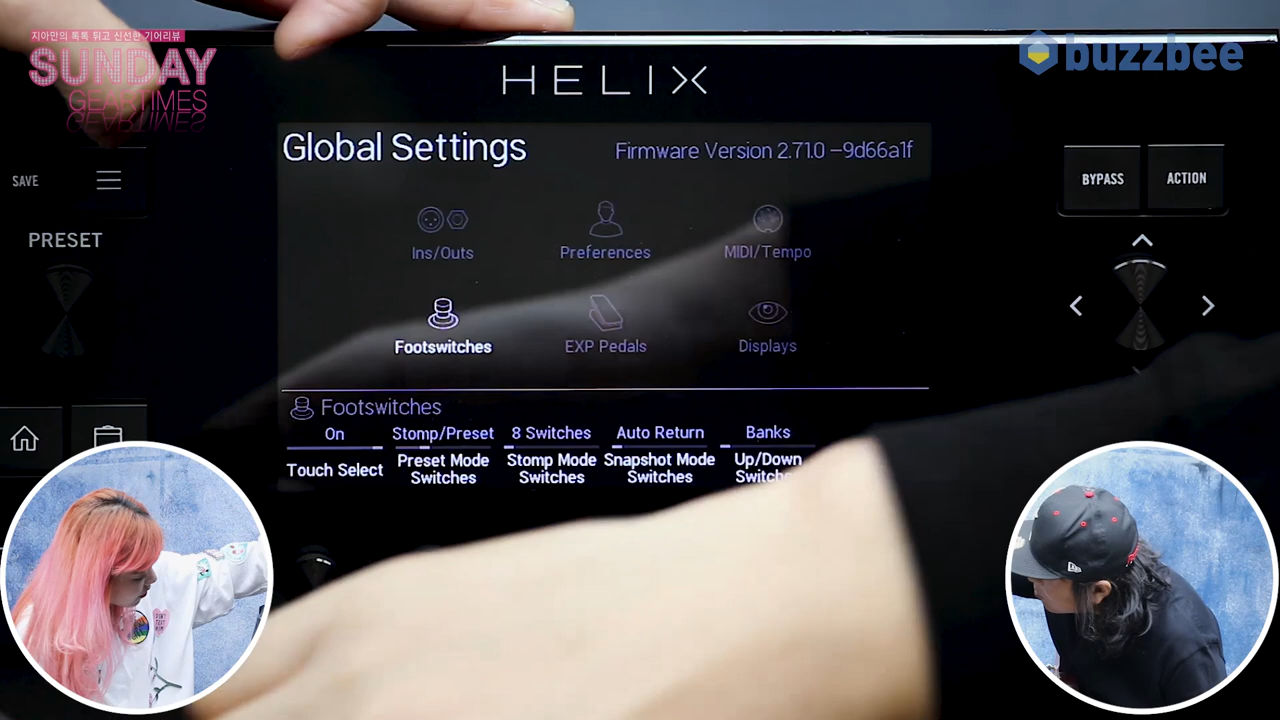 지아만의 톡톡 튀고 신선한 기어리뷰
SUNDAY
GEARTIMES
buzzbee
HELIX
Global Settings
Firmware Version 2.71.0 -9d66a1f
SAVE
PRESET
BYPASS
ACTION
Ins/Outs
Preferences
MIDI/Tempo
Footswitches
EXP Pedals
Displays
Footswitches
On
Stomp/Preset
8 Switches
Auto Return
Banks
Touch Select
Preset Mode
Switches
Stomp Mode
Switches
Snapshot Mode
Switches
Up/Down